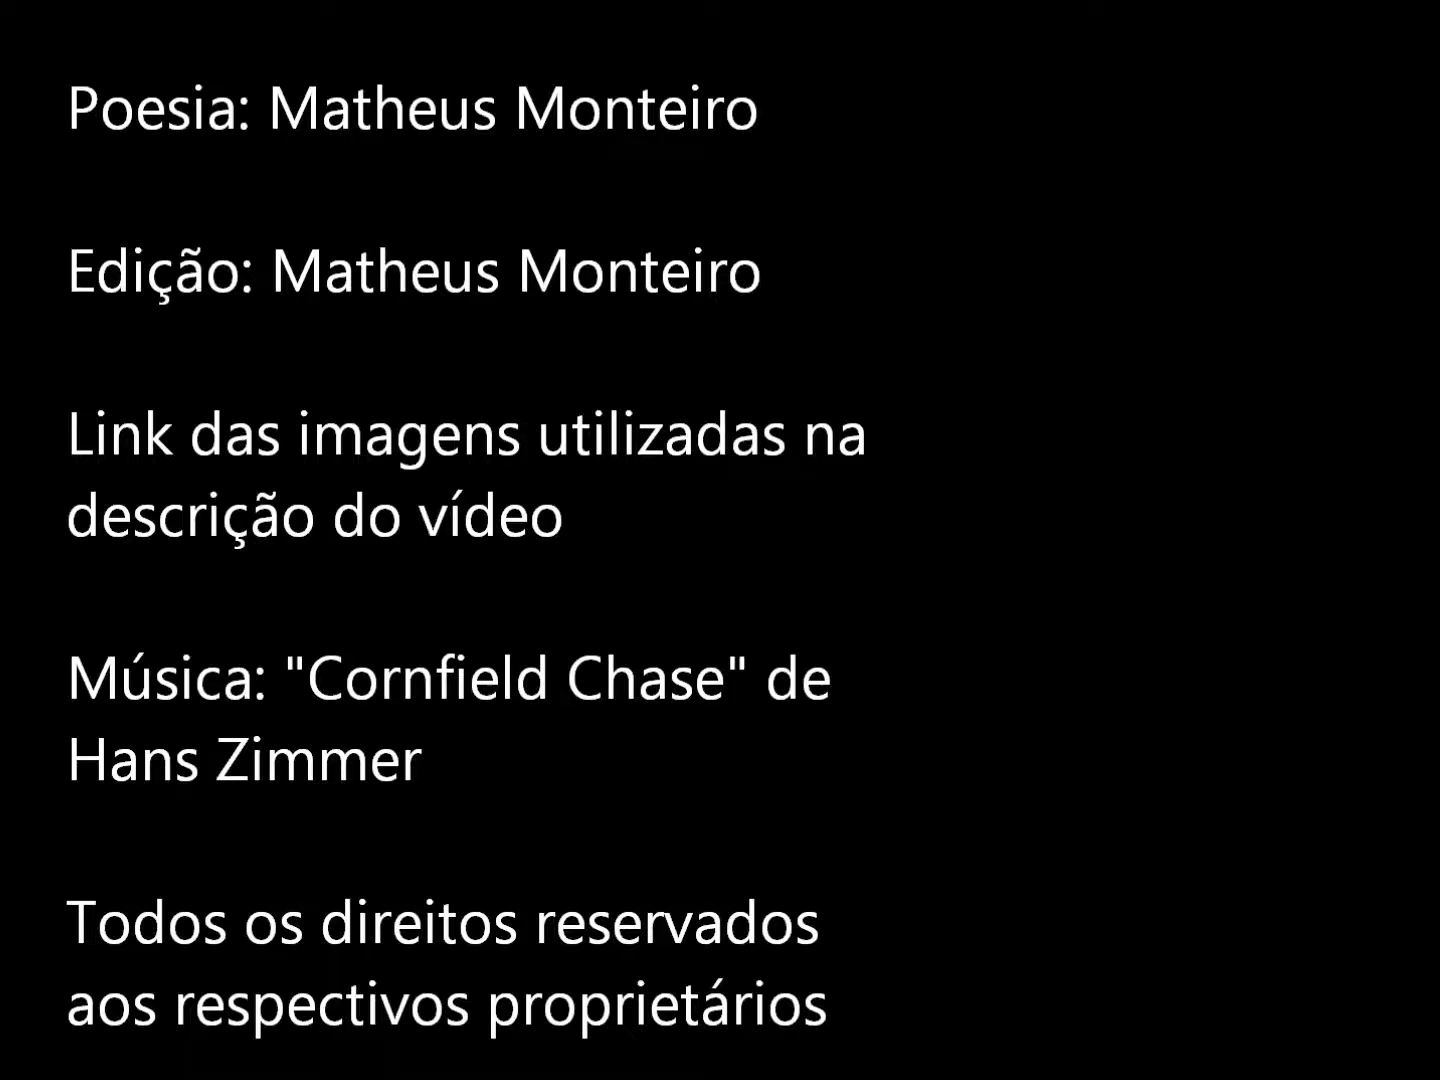 Poesia: Matheus Monteiro
Edição: Matheus Monteiro
Link das imagens utilizadas na
descrição do vídeo
Música: "Cornfield Chase" de
Hans Zimmer
Todos os direitos reservados
aos respectivos proprietários